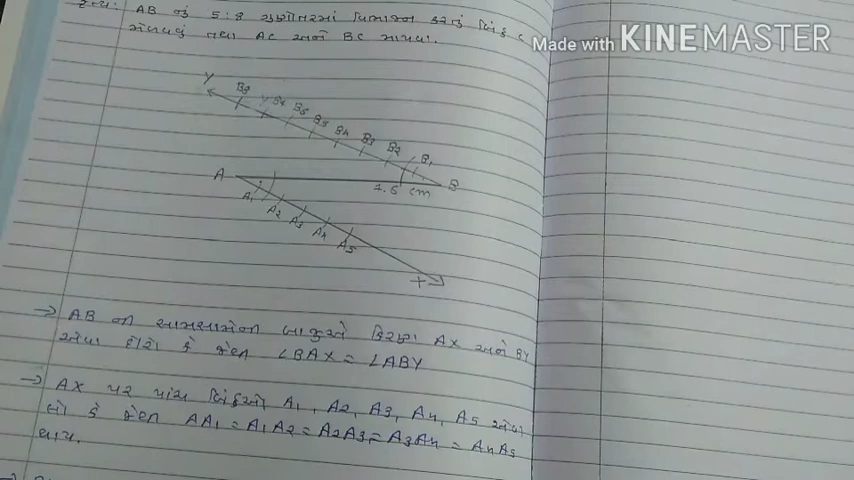 AB નું 5:8 ગુણોત્તરમાં વિભાજન કરતું બિંદુ C
મેળવવું તથા AC અને BC માપવા.
Made with KINEMASTER
Y
B8 B7 B6 B5 B4 B3 B2 B1
A 7.6 cm B
A1 A2 A3 A4 A5
X
→ AB ની સામસામેની બાજુએ કિરણો AX અને BY
એવા દોરો કે જેથી ∠BAX = ∠ABY
→ AX પર પાંચ બિંદુઓ A1, A2, A3, A4, A5 એવા
લો કે જેથી AA1 = A1A2 = A2A3 = A3A4 = A4A5
થાય.